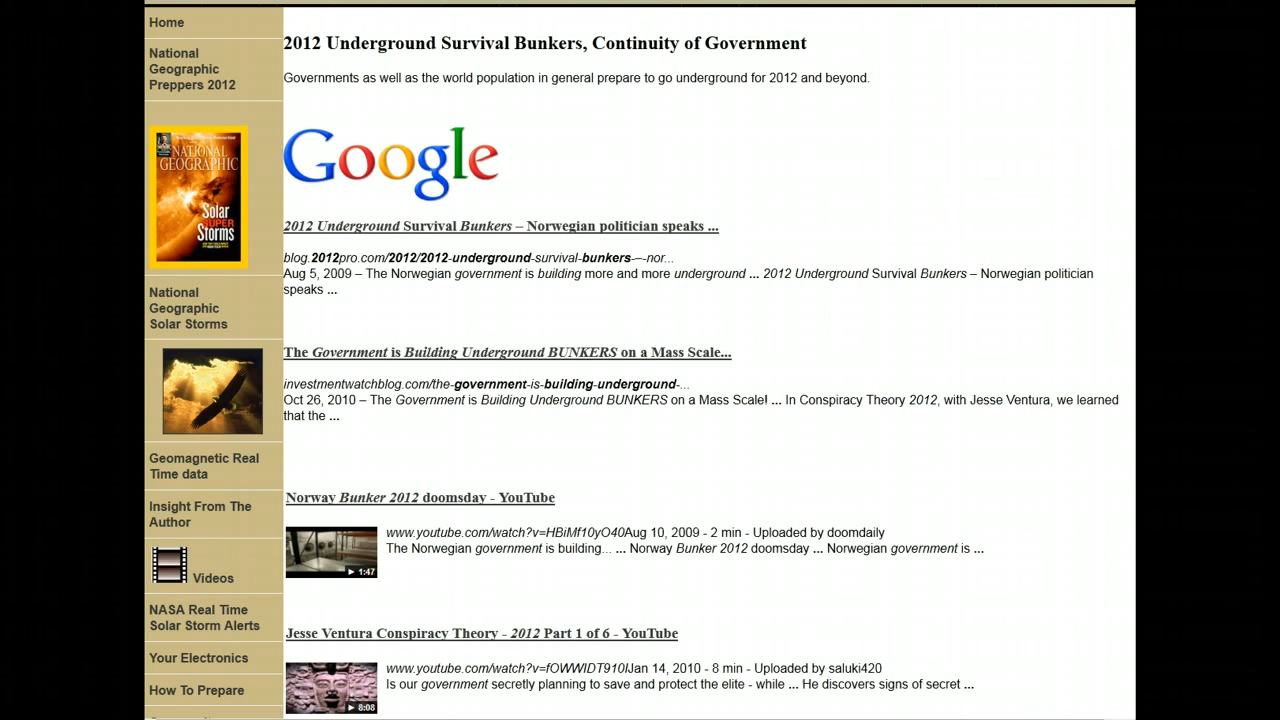 Home
National
Geographic
Preppers 2012
NATIONAL
GEOGRAPHIC
Solar
SUPER
Storms
National
Geographic
Solar Storms
Geomagnetic Real
Time data
Insight From The
Author
Videos
NASA Real Time
Solar Storm Alerts
Your Electronics
How To Prepare
2012 Underground Survival Bunkers, Continuity of Government
Governments as well as the world population in general prepare to go underground for 2012 and beyond.
Google
2012 Underground Survival Bunkers – Norwegian politician speaks ...
blog.2012pro.com/2012/2012-underground-survival-bunkers-–-nor...
Aug 5, 2009 – The Norwegian government is building more and more underground ... 2012 Underground Survival Bunkers – Norwegian politician
speaks ...
The Government is Building Underground BUNKERS on a Mass Scale...
investmentwatchblog.com/the-government-is-building-underground-...
Oct 26, 2010 – The Government is Building Underground BUNKERS on a Mass Scale! ... In Conspiracy Theory 2012, with Jesse Ventura, we learned
that the ...
Norway Bunker 2012 doomsday - YouTube
www.youtube.com/watch?v=HBiMf10yO40Aug 10, 2009 - 2 min - Uploaded by doomdaily
The Norwegian government is building... ... Norway Bunker 2012 doomsday ... Norwegian government is ...
1:47
Jesse Ventura Conspiracy Theory - 2012 Part 1 of 6 - YouTube
www.youtube.com/watch?v=fOWWIDT910IJan 14, 2010 - 8 min - Uploaded by saluki420
Is our government secretly planning to save and protect the elite - while ... He discovers signs of secret ...
8:08